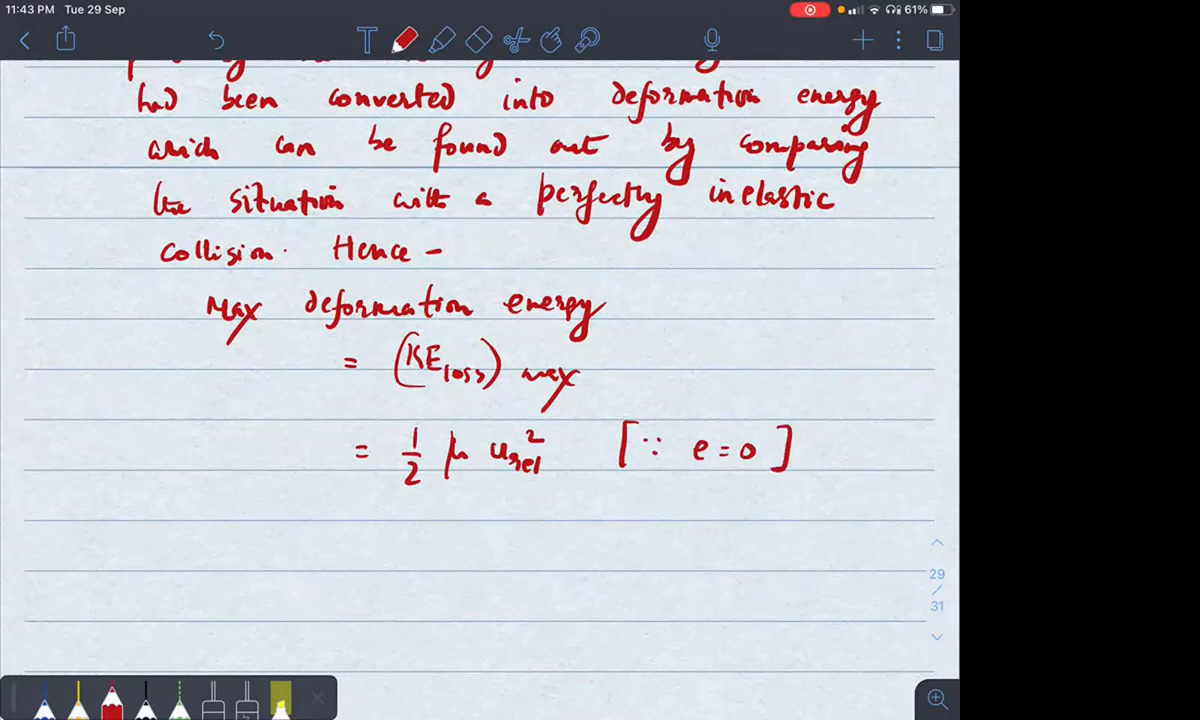 11:43 PM Tue 29 Sep 61%
T
had been converted into deformation energy
which can be found out by comparing
the situation with a perfectly inelastic
collision. Hence -
Max deformation energy
= (KE loss) max
= 1/2 μ u²rel [∵ e = 0]
29
/
31